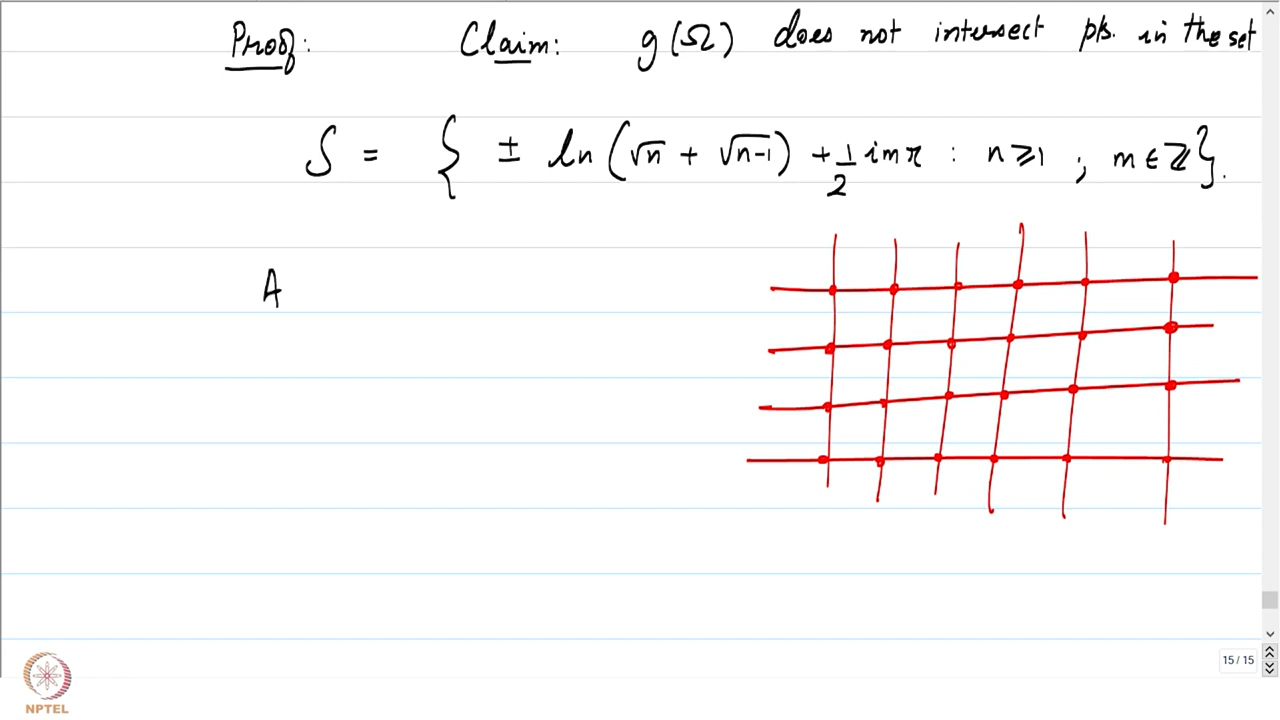 Proof: Claim: g(Ω) does not intersect pts. in the set
S = { ± ln(√n + √n-1) + 1/2 imπ : n ≥ 1 ; m ∈ ℤ }.
A
15 / 15
NPTEL